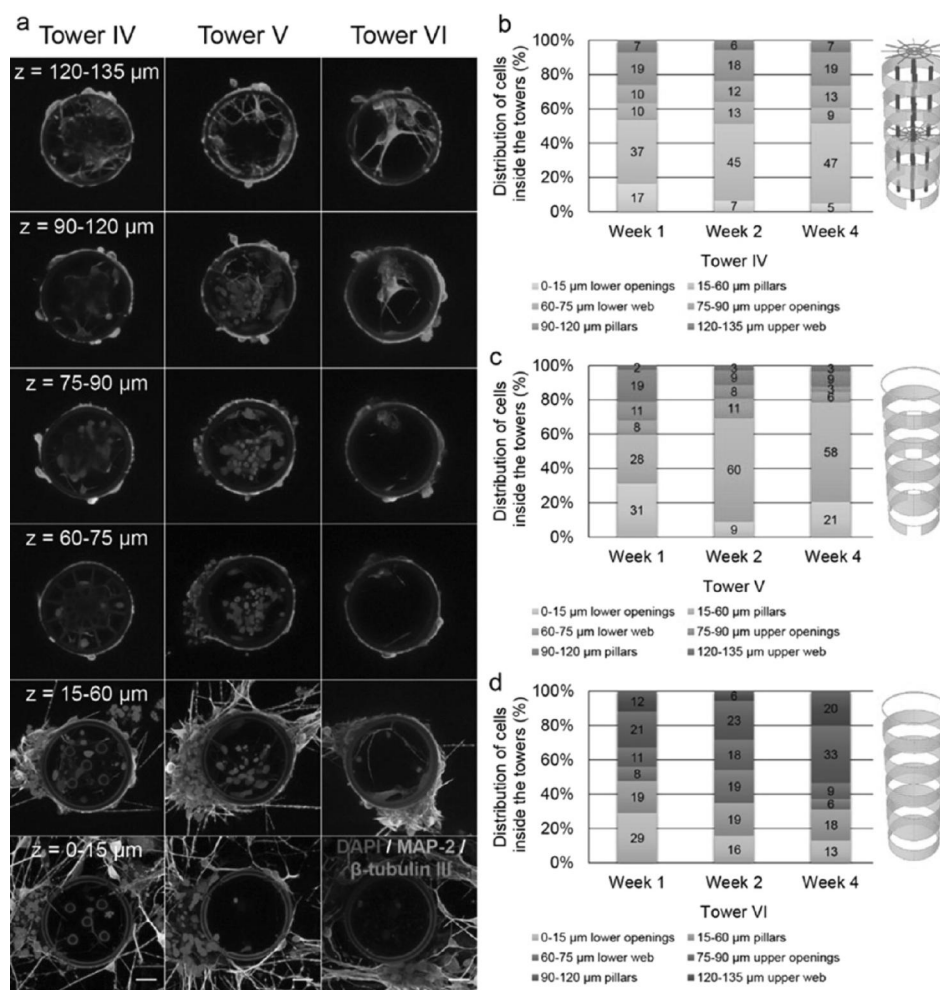 a
Tower IV Tower V Tower VI
z = 120-135 µm
z = 90-120 µm
z = 75-90 µm
z = 60-75 µm
z = 15-60 µm
z = 0-15 µm
DAPI / MAP-2 /
β-tubulin III
b
Distribution of cells
inside the towers (%)
100%
80%
60%
40%
20%
0%
7 6 7
19 18 19
10 12 13
10 13 9
37 45 47
17 7 5
Week 1 Week 2 Week 4
Tower IV
0-15 µm lower openings 15-60 µm pillars
60-75 µm lower web 75-90 µm upper openings
90-120 µm pillars 120-135 µm upper web
c
Distribution of cells
inside the towers (%)
100%
80%
60%
40%
20%
0%
2 3 3
19 9 9
11 8 3
8 11 6
28 60 58
31 9 21
Week 1 Week 2 Week 4
Tower V
0-15 µm lower openings 15-60 µm pillars
60-75 µm lower web 75-90 µm upper openings
90-120 µm pillars 120-135 µm upper web
d
Distribution of cells
inside the towers (%)
100%
80%
60%
40%
20%
0%
12 6 20
21 23 33
11 18 9
8 19 6
19 19 18
29 16 13
Week 1 Week 2 Week 4
Tower VI
0-15 µm lower openings 15-60 µm pillars
60-75 µm lower web 75-90 µm upper openings
90-120 µm pillars 120-135 µm upper web